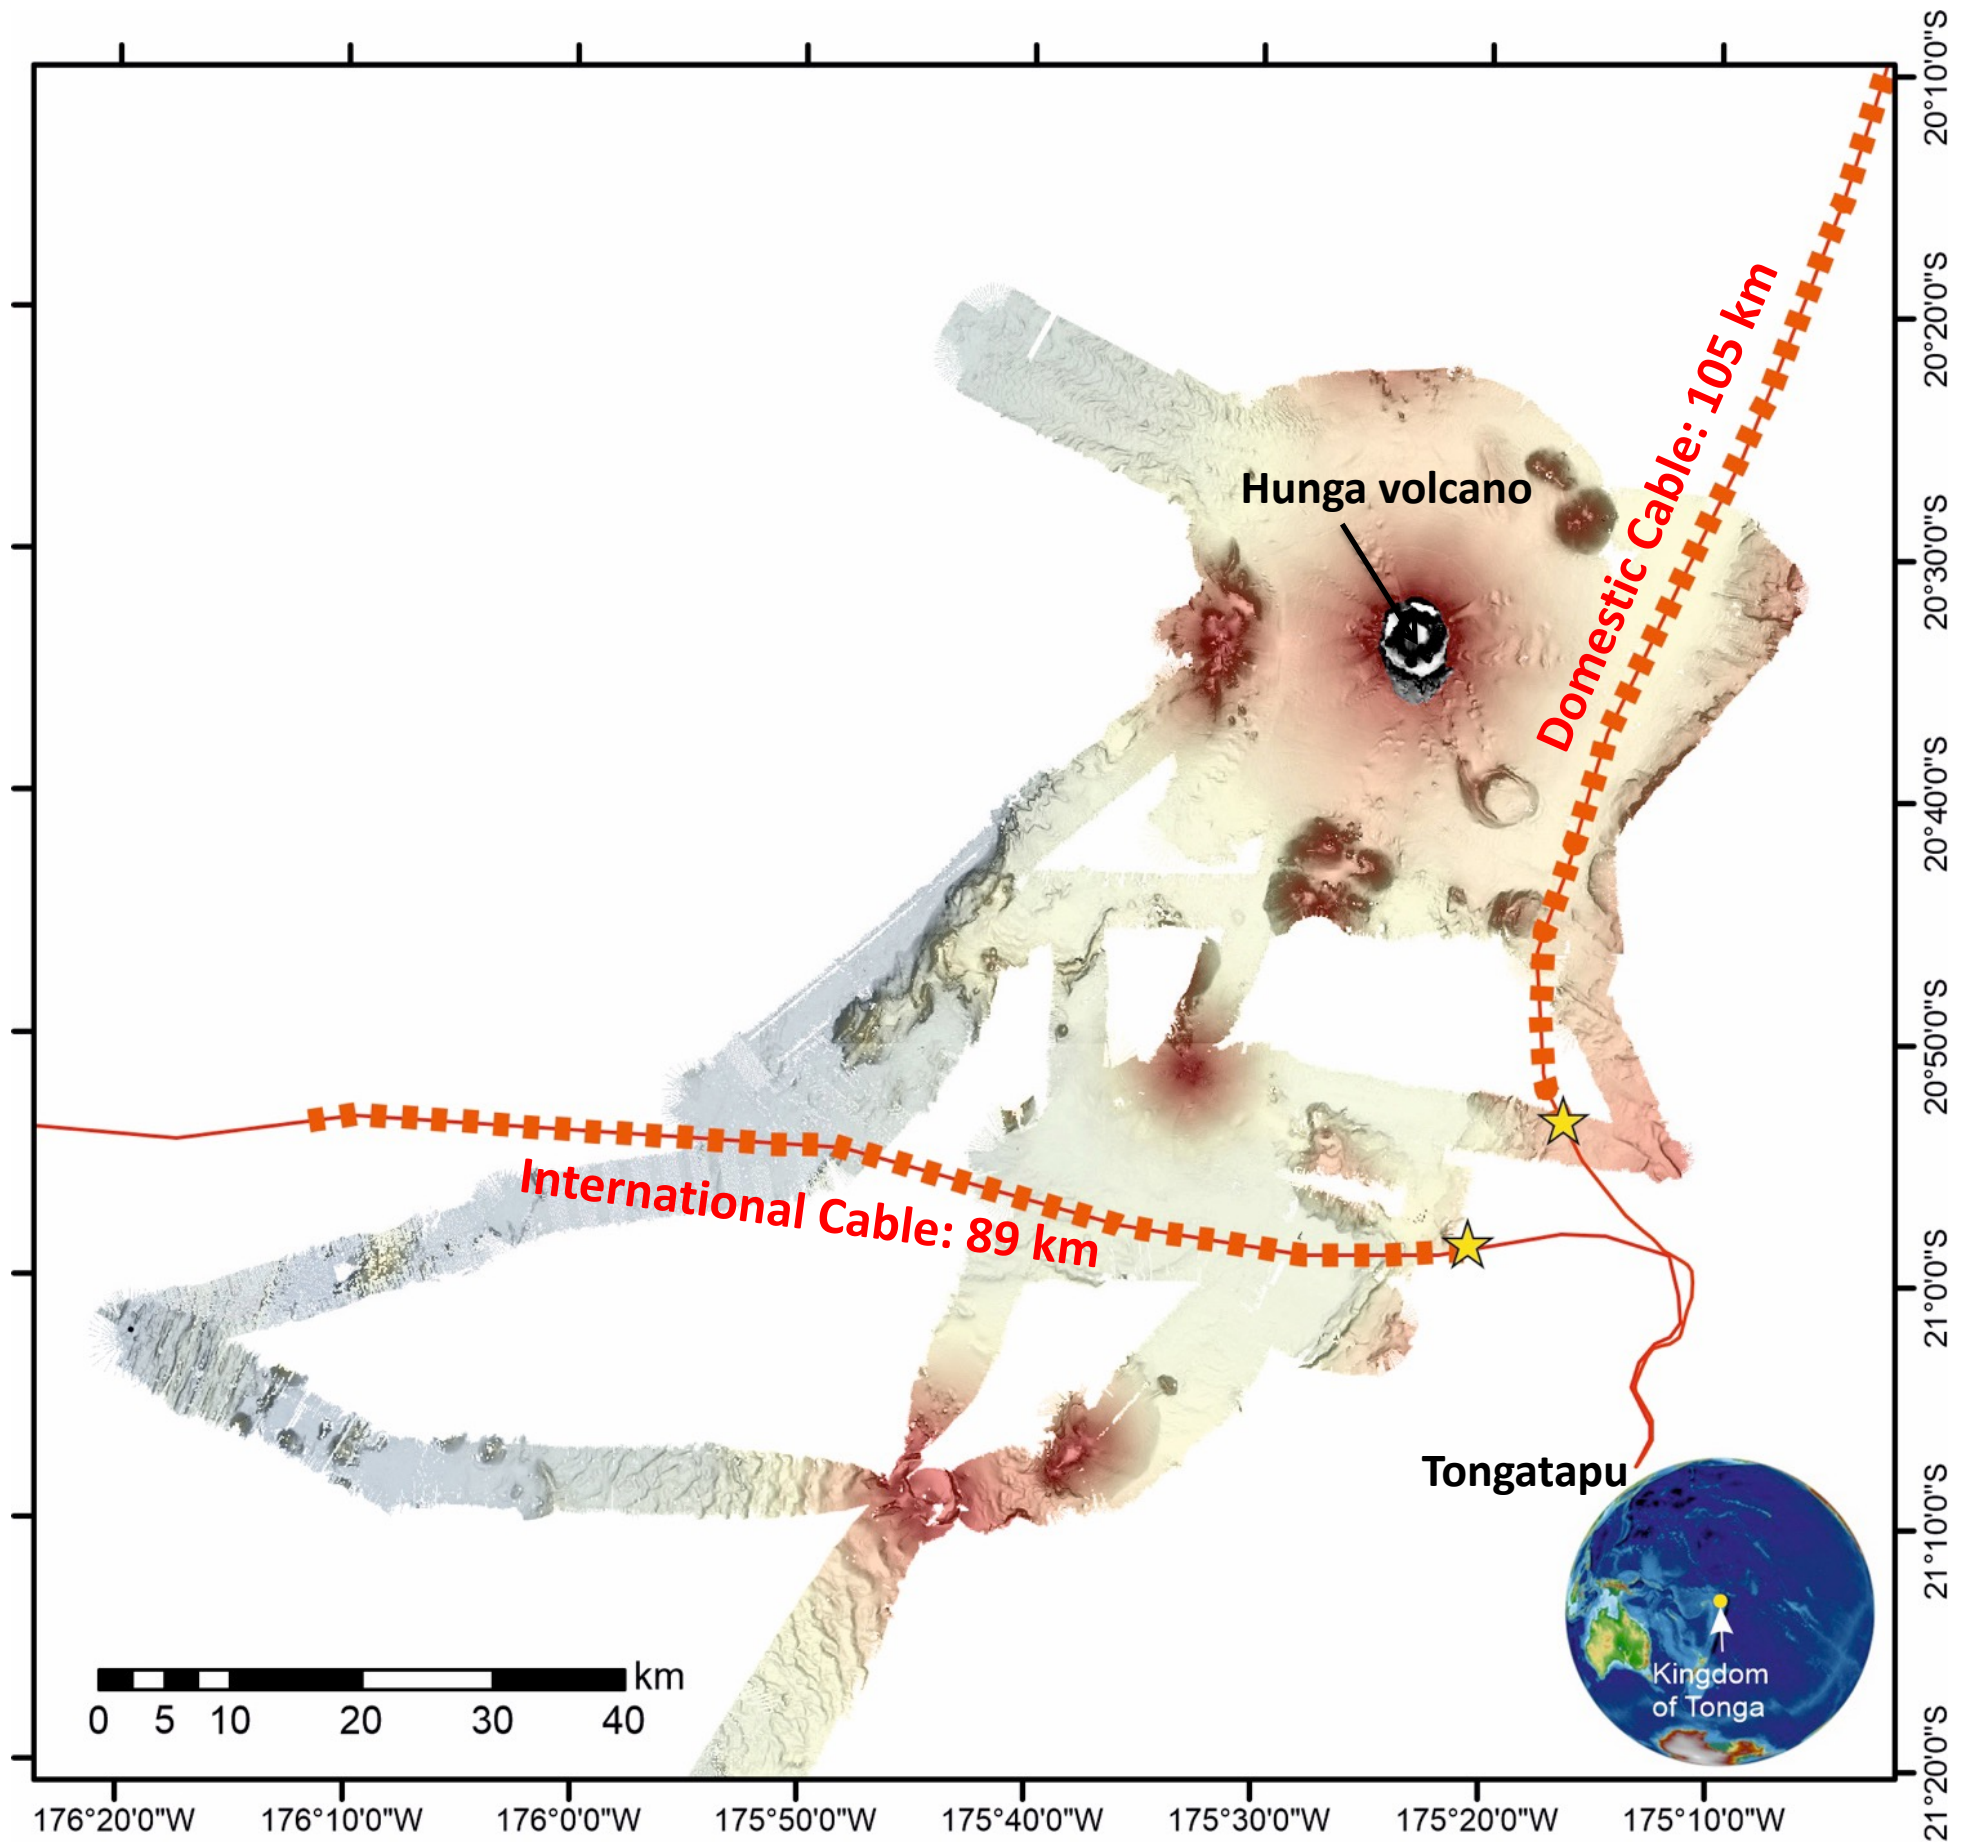 20°10'0"S
20°20'0"S
20°30'0"S
20°40'0"S
20°50'0"S
21°0'0"S
21°10'0"S
21°20'0"S
Domestic Cable: 105 km
Hunga volcano
International Cable: 89 km
Tongatapu
Kingdom
of Tonga
km
0 5 10 20 30 40
176°20'0"W 176°10'0"W 176°0'0"W 175°50'0"W 175°40'0"W 175°30'0"W 175°20'0"W 175°10'0"W